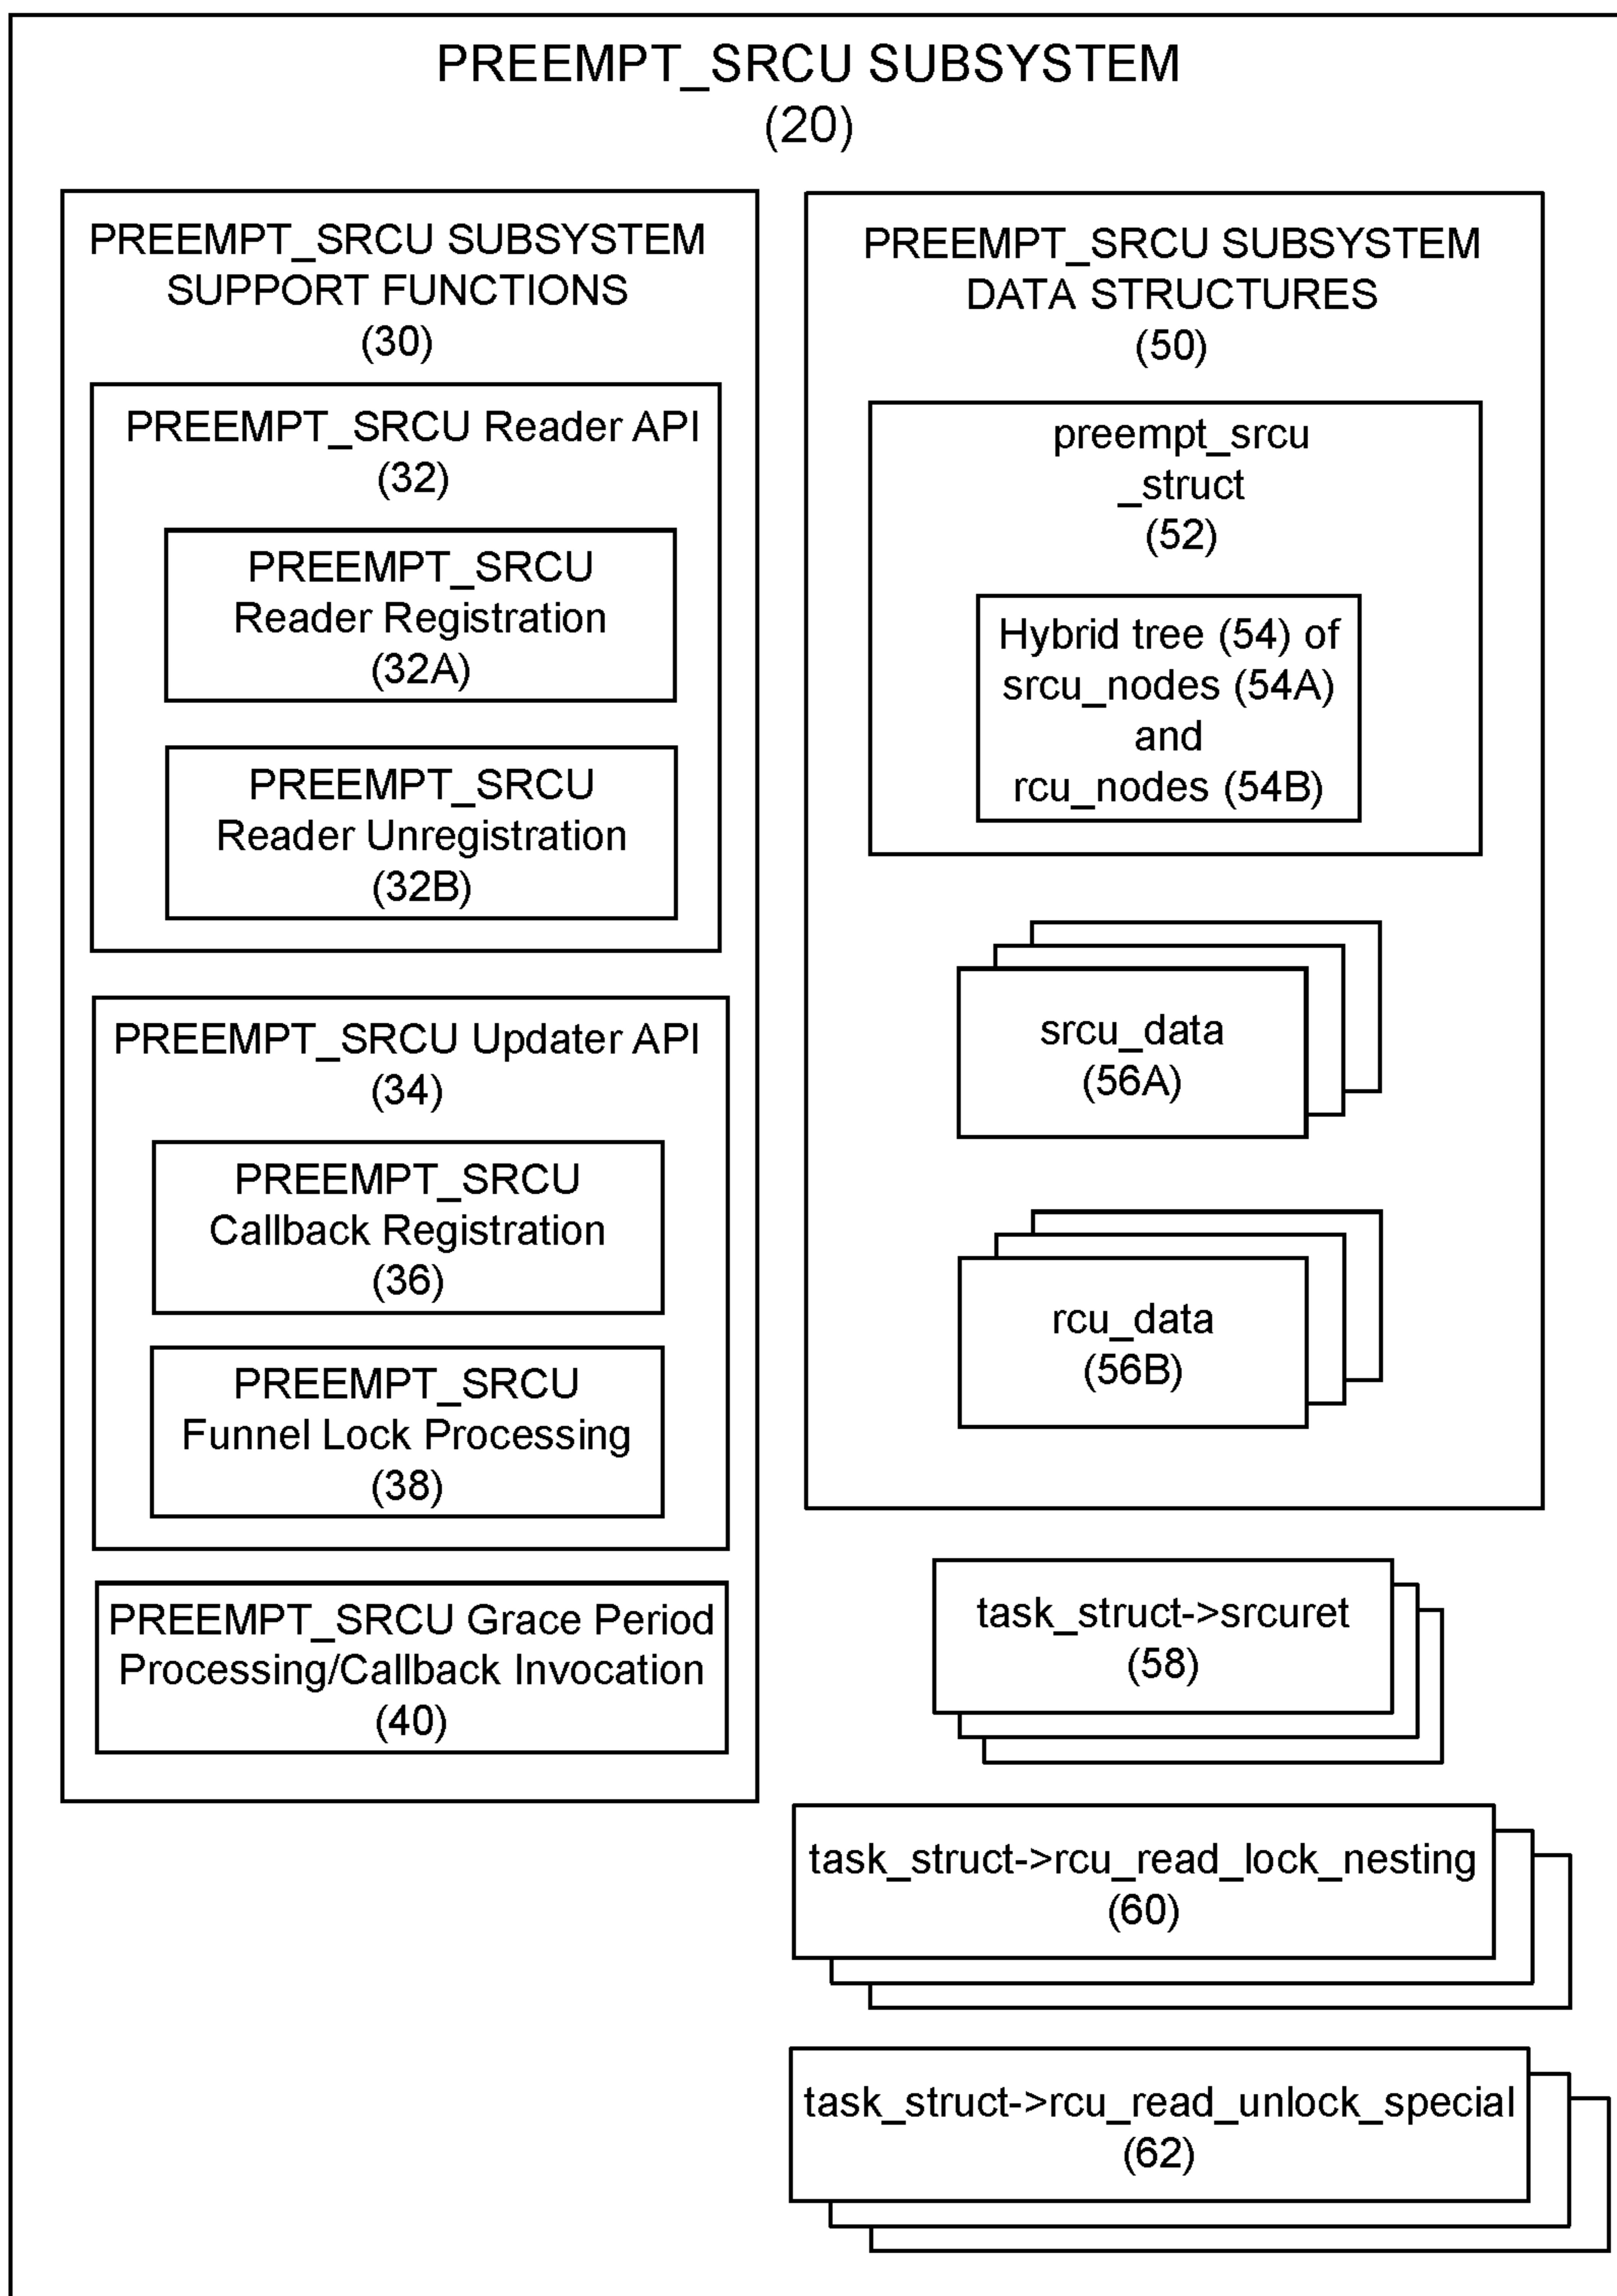 PREEMPT_SRCU SUBSYSTEM
(20)
PREEMPT_SRCU SUBSYSTEM
SUPPORT FUNCTIONS
(30)
PREEMPT_SRCU Reader API
(32)
PREEMPT_SRCU
Reader Registration
(32A)
PREEMPT_SRCU
Reader Unregistration
(32B)
PREEMPT_SRCU Updater API
(34)
PREEMPT_SRCU
Callback Registration
(36)
PREEMPT_SRCU
Funnel Lock Processing
(38)
PREEMPT_SRCU Grace Period
Processing/Callback Invocation
(40)
PREEMPT_SRCU SUBSYSTEM
DATA STRUCTURES
(50)
preempt_srcu
_struct
(52)
Hybrid tree (54) of
srcu_nodes (54A)
and
rcu_nodes (54B)
srcu_data
(56A)
rcu_data
(56B)
task_struct->srcuret
(58)
task_struct->rcu_read_lock_nesting
(60)
task_struct->rcu_read_unlock_special
(62)